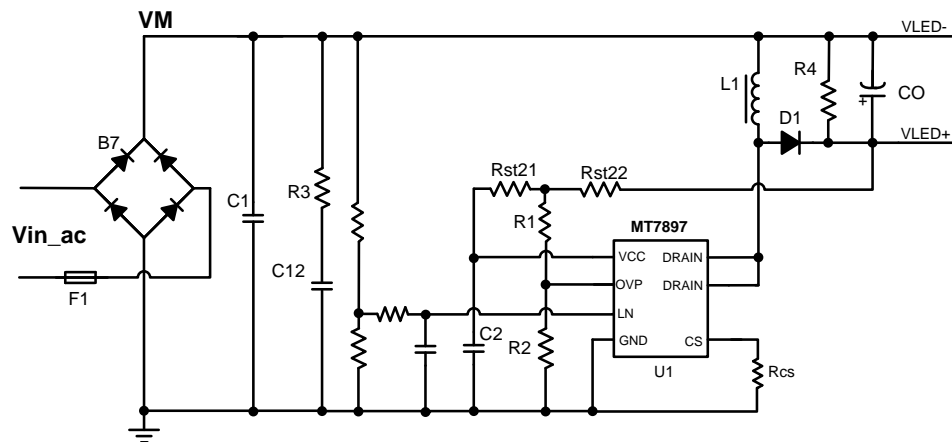 VM
VLED-
R4
L1
CO
D1
VLED+
B7
Rst21
Rst22
C1
R3
R1
MT7897
Vin_ac
VCC
DRAIN
OVP
DRAIN
C12
F1
LN
C2
R2
GND
CS
U1
Rcs
+